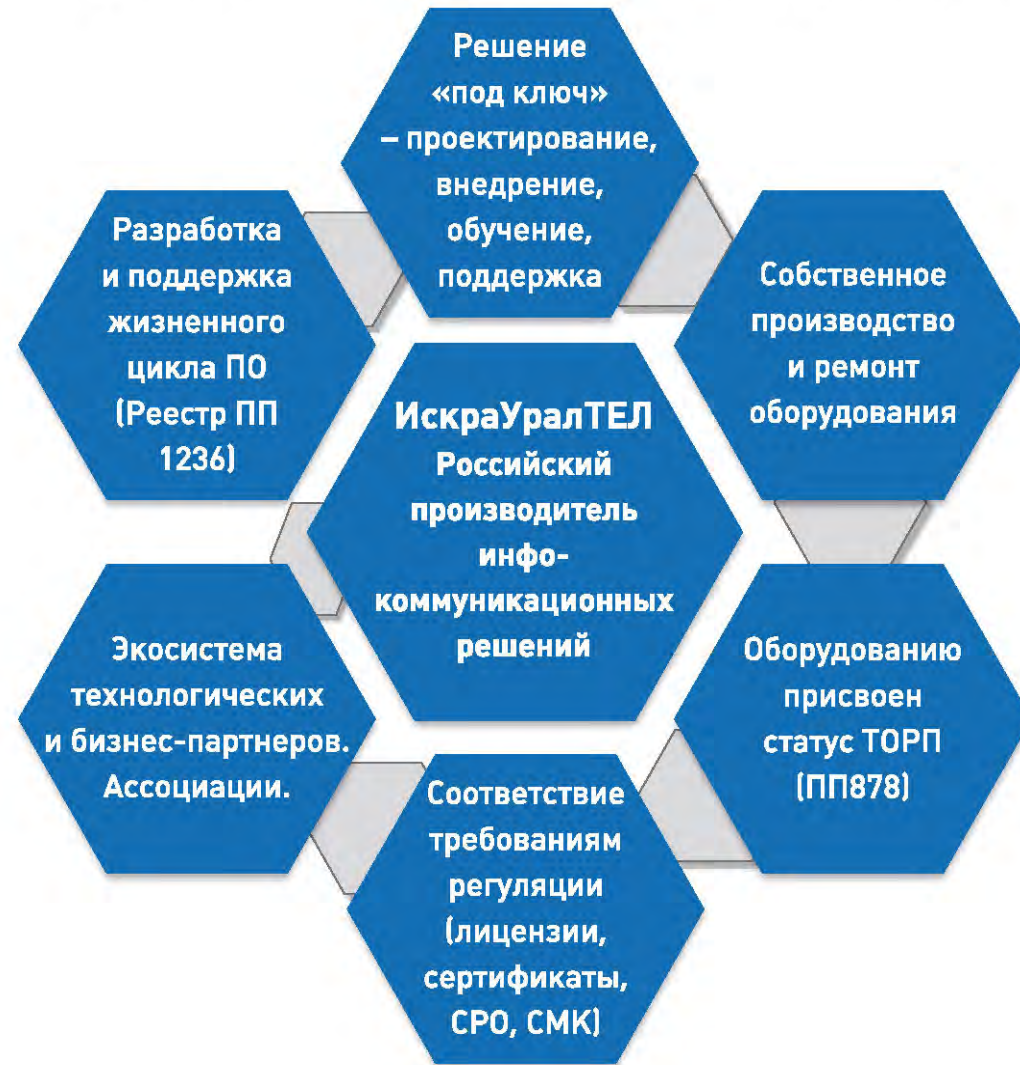 Решение
«под ключ»
– проектирование,
внедрение,
обучение,
поддержка
Разработка
и поддержка
жизненного
цикла ПО
(Реестр ПП
1236)
Собственное
производство
и ремонт
оборудования
ИскраУралТЕЛ
Российский
производитель
инфо-
коммуникационных
решений
Экосистема
технологических
и бизнес-партнеров.
Ассоциации.
Оборудованию
присвоен
статус ТОРП
(ПП878)
Соответствие
требованиям
регуляции
(лицензии,
сертификаты,
СРО, СМК)